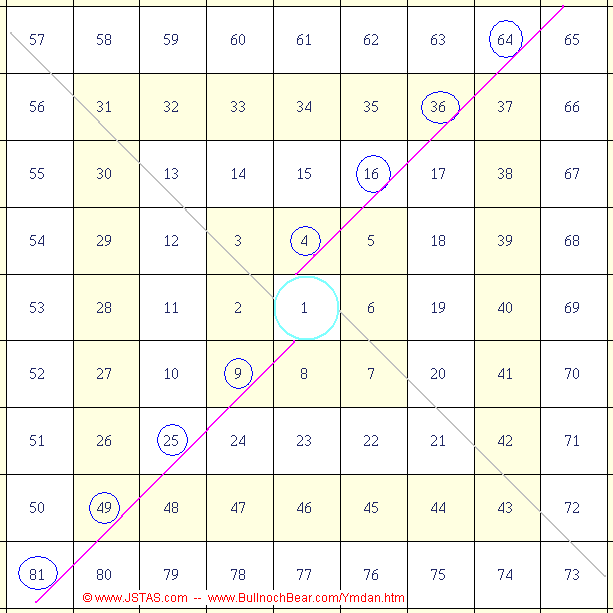 57 58 59 60 61 62 63 64 65
56 31 32 33 34 35 36 37 66
55 30 13 14 15 16 17 38 67
54 29 12 3 4 5 18 39 68
53 28 11 2 1 6 19 40 69
52 27 10 9 8 7 20 41 70
51 26 25 24 23 22 21 42 71
50 49 48 47 46 45 44 43 72
81 80 79 78 77 76 75 74 73
© www.JSTAS.com -- www.BullnochBear.com/Ymdan.htm